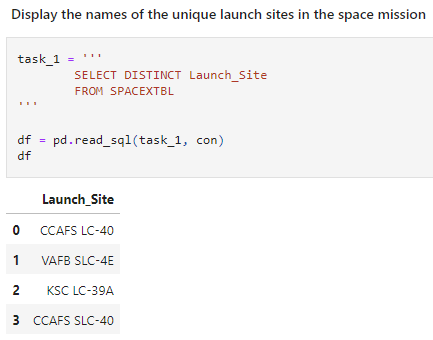 Display the names of the unique launch sites in the space mission
task_1 = '''
SELECT DISTINCT Launch_Site
FROM SPACEXTBL
'''
df = pd.read_sql(task_1, con)
df
Launch_Site
0 CCAFS LC-40
1 VAFB SLC-4E
2 KSC LC-39A
3 CCAFS SLC-40